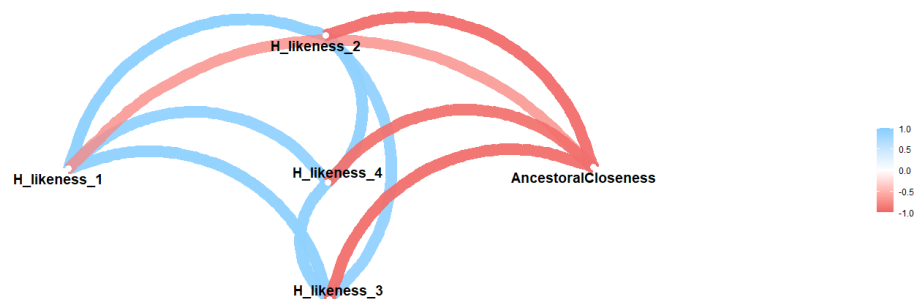 H_likeness_2
H_likeness_1
H_likeness_4
AncestoralCloseness
H_likeness_3
1.0
0.5
0.0
-0.5
-1.0